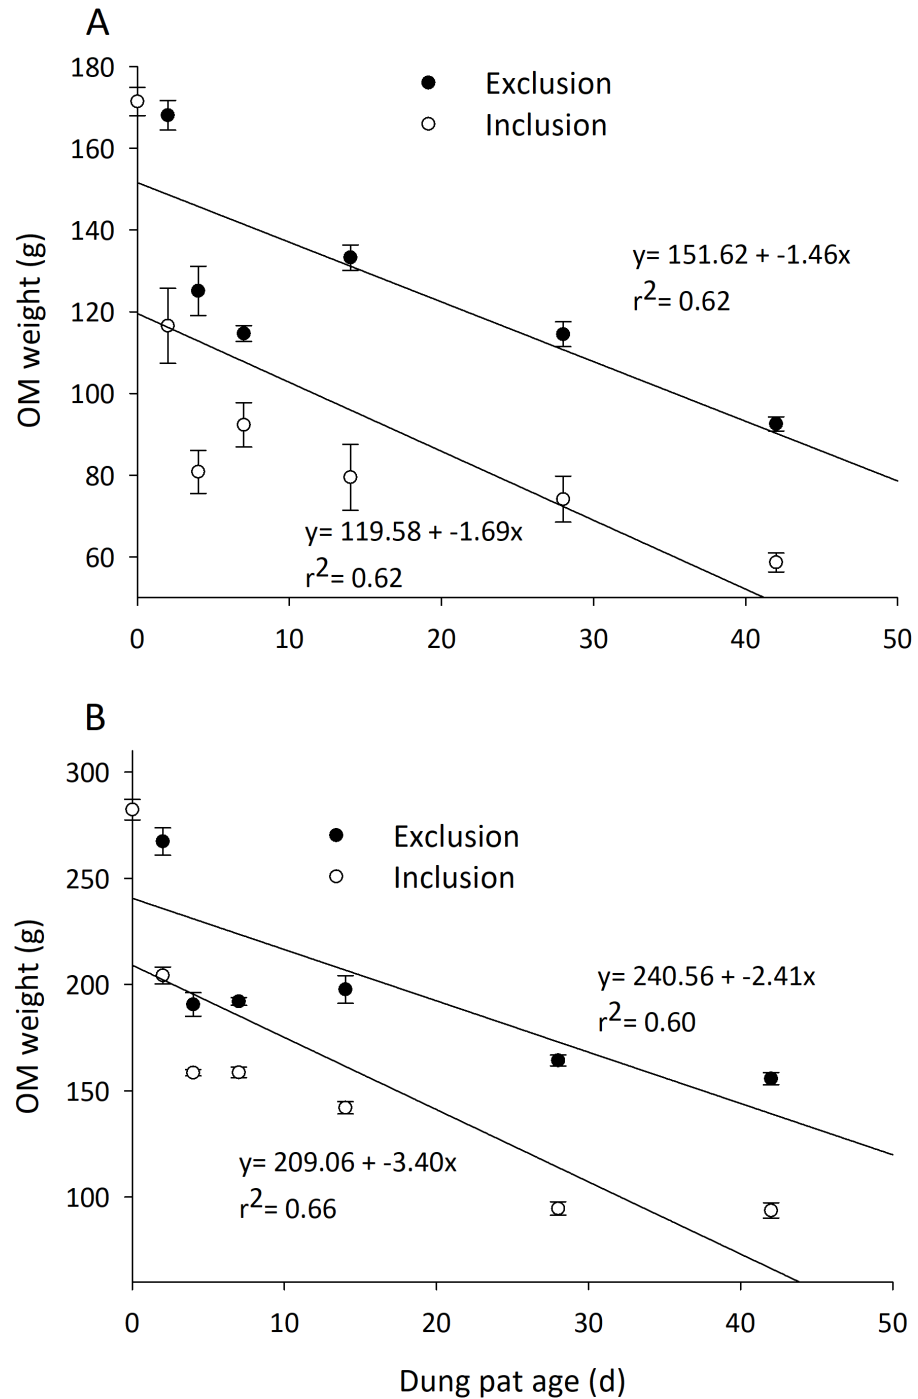 A
180
160
140
120
100
80
60
OM weight (g)
Exclusion
Inclusion
y= 151.62 + -1.46x
r2= 0.62
y= 119.58 + -1.69x
r2= 0.62
0 10 20 30 40 50
B
300
250
200
150
100
OM weight (g)
Exclusion
Inclusion
y= 240.56 + -2.41x
r2= 0.60
y= 209.06 + -3.40x
r2= 0.66
0 10 20 30 40 50
Dung pat age (d)